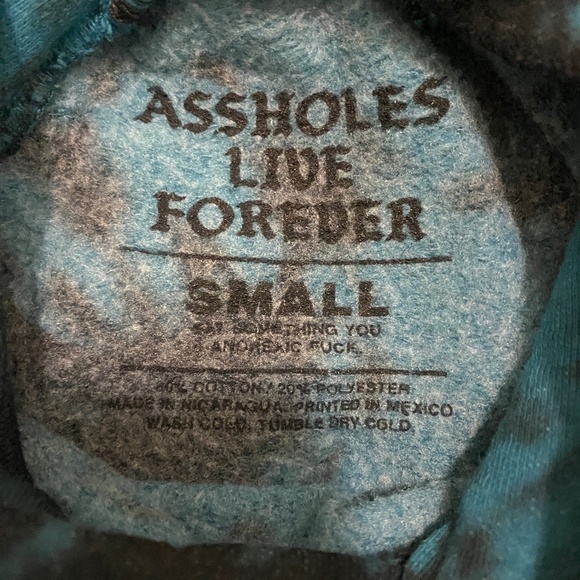 ASSHOLES
LIVE
FOREVER
SMALL
EAT SOMETHING YOU
ANOREXIC FUCK.
80% COTTON / 20% POLYESTER
MADE IN NICARAGUA. PRINTED IN MEXICO
WASH COLD, TUMBLE DRY COLD.